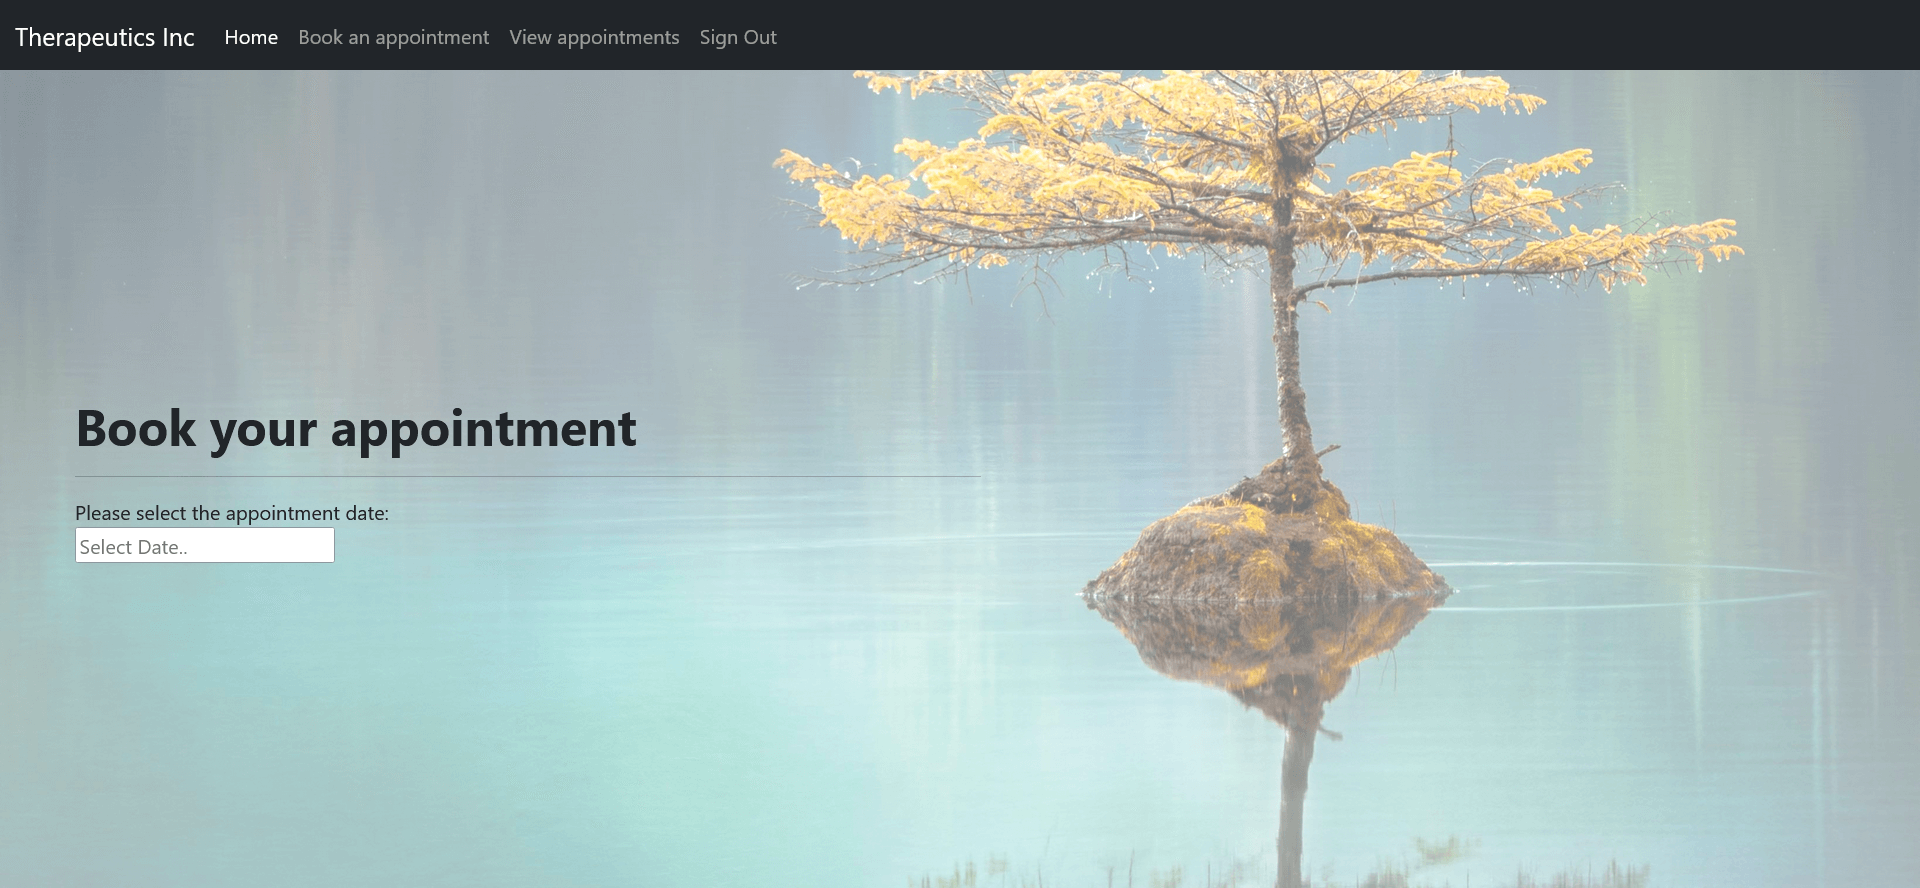 Therapeutics Inc Home Book an appointment View appointments Sign Out
Book your appointment
Please select the appointment date:
Select Date..